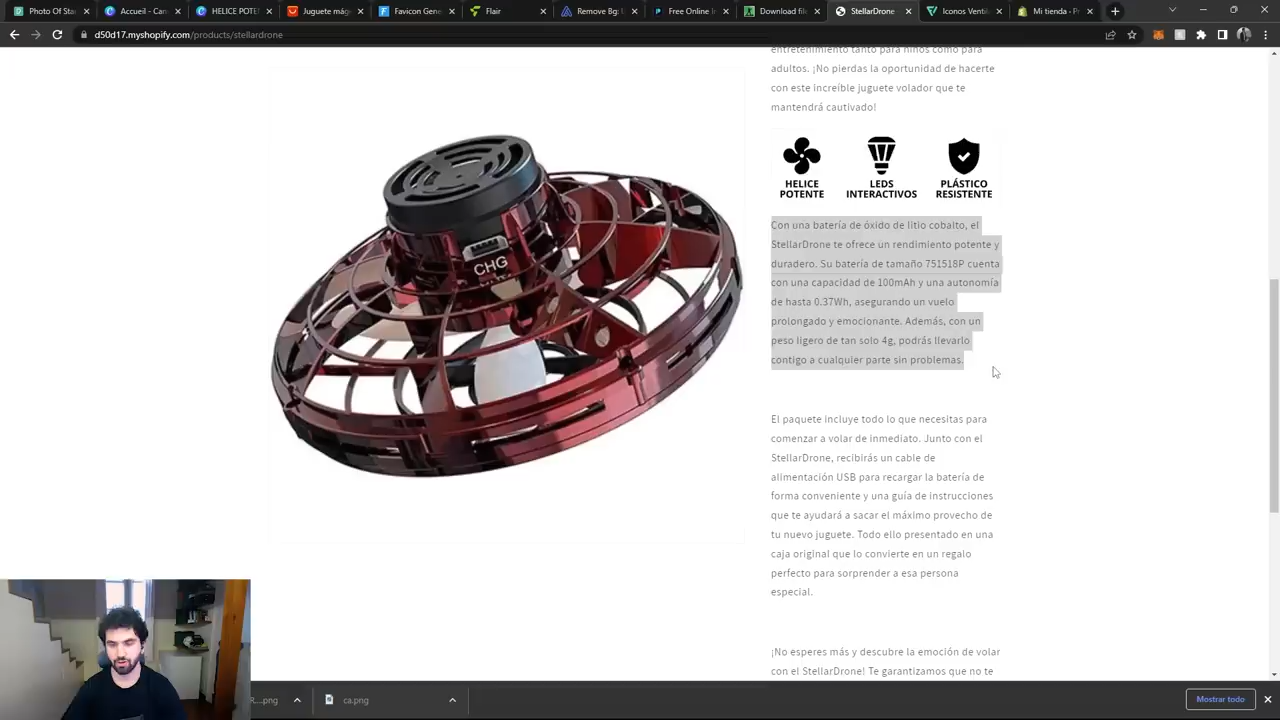 Photo Of Star
Accueil - Can
HELICE POTE
Juguete mág
Favicon Gene
Flair
Remove Bg: U
Free Online In
Download file
StellarDrone
Iconos Vector
Mi tienda - Pr
d50d17.myshopify.com/products/stellardrone
entretenimiento tanto para niños como para
adultos. ¡No pierdas la oportunidad de hacerte
con este increíble juguete volador que te
mantendrá cautivado!
HELICE POTENTE
LEDS INTERACTIVOS
PLÁSTICO RESISTENTE
CHG
Con una batería de óxido de litio cobalto, el
StellarDrone te ofrece un rendimiento potente y
duradero. Su batería de tamaño 751518P cuenta
con una capacidad de 100mAh y una autonomía
de hasta 0.37Wh, asegurando un vuelo
prolongado y emocionante. Además, con un
peso ligero de tan solo 4g, podrás llevarlo
contigo a cualquier parte sin problemas.
El paquete incluye todo lo que necesitas para
comenzar a volar de inmediato. Junto con el
StellarDrone, recibirás un cable de
alimentación USB para recargar la batería de
forma conveniente y una guía de instrucciones
que te ayudará a sacar el máximo provecho de
tu nuevo juguete. Todo ello presentado en una
caja original que lo convierte en un regalo
perfecto para sorprender a esa persona
especial.
¡No esperes más y descubre la emoción de volar
con el StellarDrone! Te garantizamos que no te
R....png
ca.png
Mostrar todo